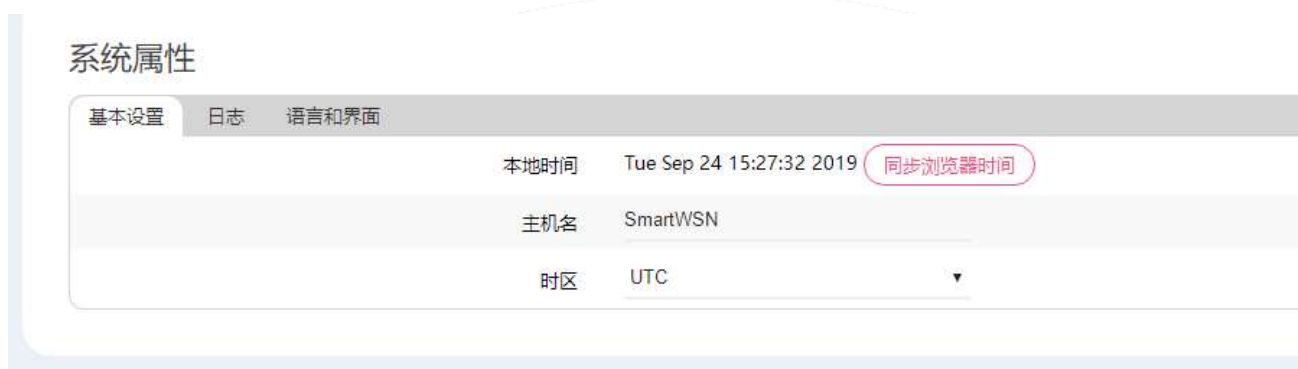 系统属性
基本设置 日志 语言和界面
本地时间 Tue Sep 24 15:27:32 2019 同步浏览器时间
主机名 SmartWSN
时区 UTC